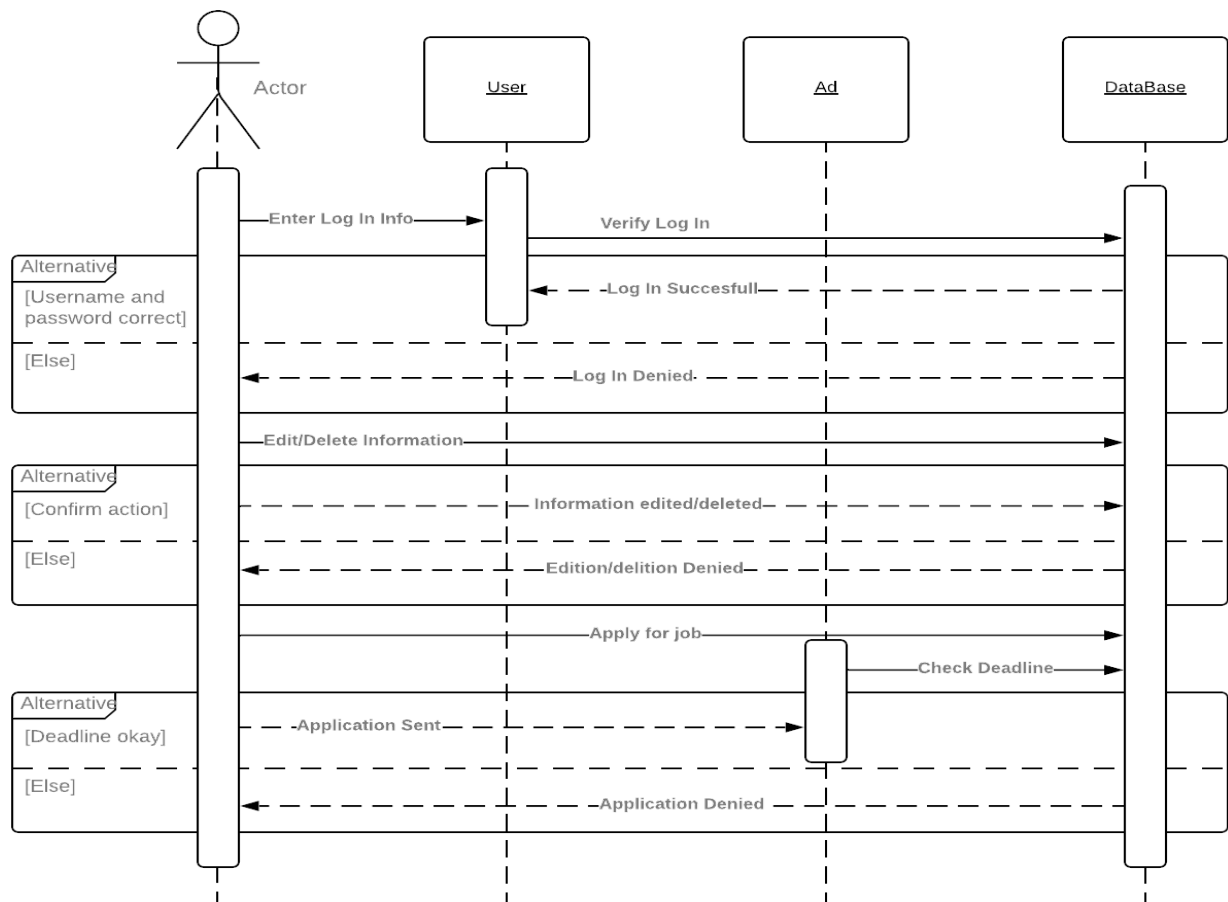 Actor
User
Ad
DataBase
Enter Log In Info
Verify Log In
Alternative
[Username and
password correct]
Log In Succesfull
[Else]
Log In Denied
Edit/Delete Information
Alternative
[Confirm action]
Information edited/deleted
[Else]
Edition/delition Denied
Apply for job
Check Deadline
Alternative
[Deadline okay]
Application Sent
[Else]
Application Denied